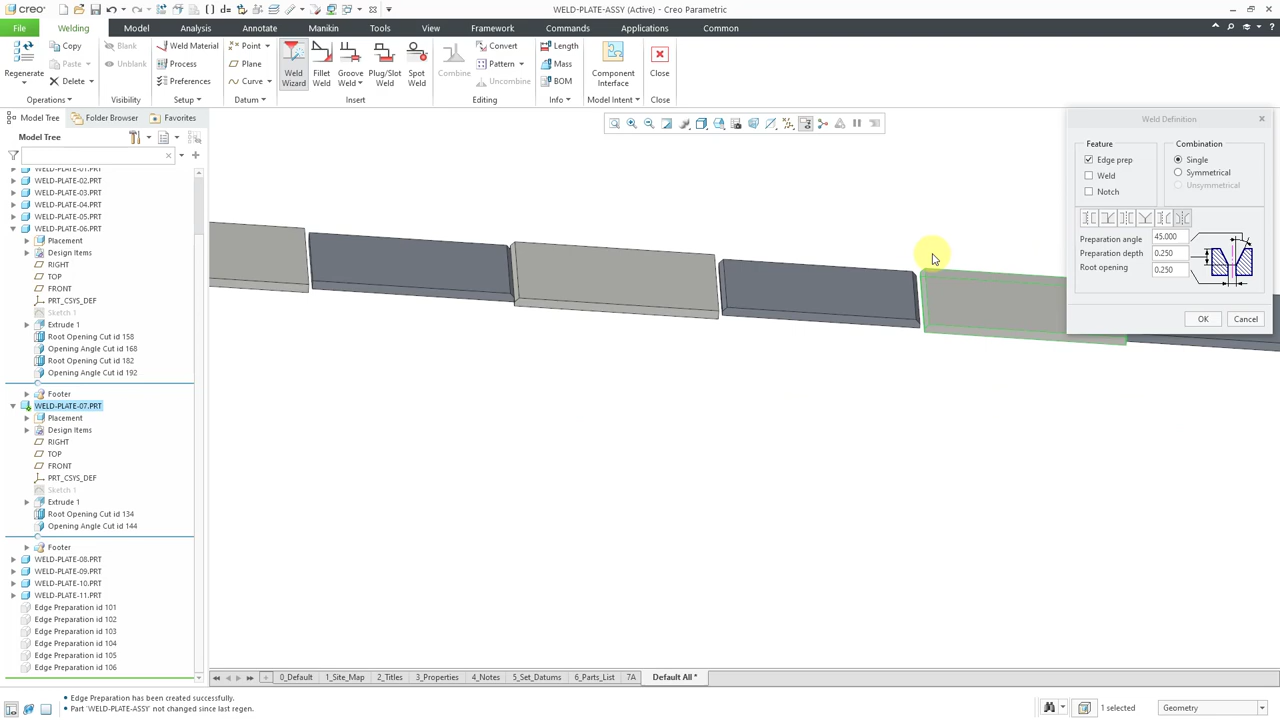 creo WELD-PLATE-ASSY (Active) - Creo Parametric
File Welding Model Analysis Annotate Manikin Tools View Framework Commands Applications Common
Regenerate Copy Paste Delete Blank Unblank Weld Material Process Preferences Point Plane Curve Weld Wizard Fillet Weld Groove Weld Plug/Slot Weld Spot Weld Combine Convert Pattern Uncombine Length Mass BOM Component Interface Close
Operations Visibility Setup Datum Insert Editing Info Model Intent Close
Model Tree Folder Browser Favorites
Model Tree
WELD-PLATE-01.PRT
WELD-PLATE-02.PRT
WELD-PLATE-03.PRT
WELD-PLATE-04.PRT
WELD-PLATE-05.PRT
WELD-PLATE-06.PRT
Placement
Design Items
RIGHT
TOP
FRONT
PRT_CSYS_DEF
Sketch 1
Extrude 1
Root Opening Cut id 158
Opening Angle Cut id 168
Root Opening Cut id 182
Opening Angle Cut id 192
Footer
WELD-PLATE-07.PRT
Placement
Design Items
RIGHT
TOP
FRONT
PRT_CSYS_DEF
Sketch 1
Extrude 1
Root Opening Cut id 134
Opening Angle Cut id 144
Footer
WELD-PLATE-08.PRT
WELD-PLATE-09.PRT
WELD-PLATE-10.PRT
WELD-PLATE-11.PRT
Edge Preparation id 101
Edge Preparation id 102
Edge Preparation id 103
Edge Preparation id 104
Edge Preparation id 105
Edge Preparation id 106
Weld Definition
Feature Combination
Edge prep Single
Weld Symmetrical
Notch Unsymmetrical
Preparation angle 45.000
Preparation depth 0.250
Root opening 0.250
OK Cancel
0_Default 1_Site_Map 2_Titles 3_Properties 4_Notes 5_Set_Datums 6_Parts_List 7A Default All *
• Edge Preparation has been created successfully.
• Part 'WELD-PLATE-ASSY' not changed since last regen.
1 selected Geometry